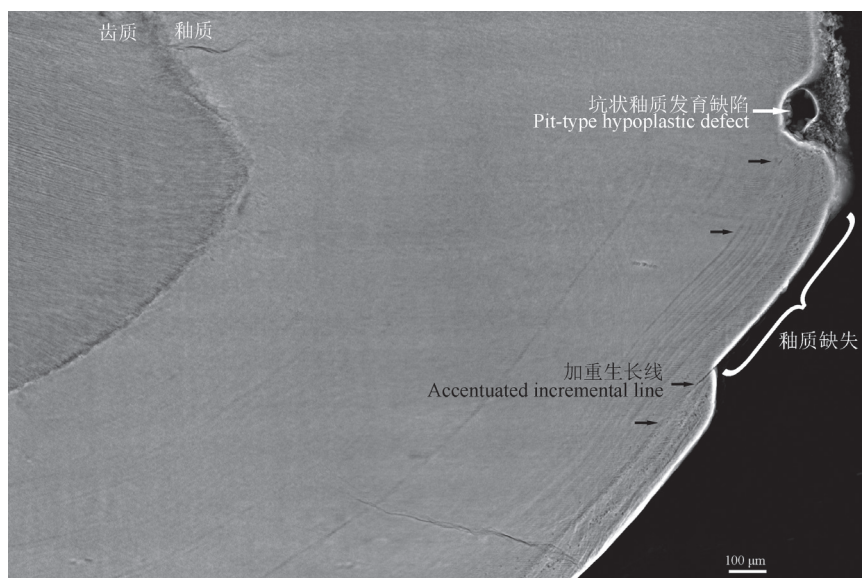 齿质 釉质
坑状釉质发育缺陷
Pit-type hypoplastic defect
釉质缺失
加重生长线
Accentuated incremental line
100 μm